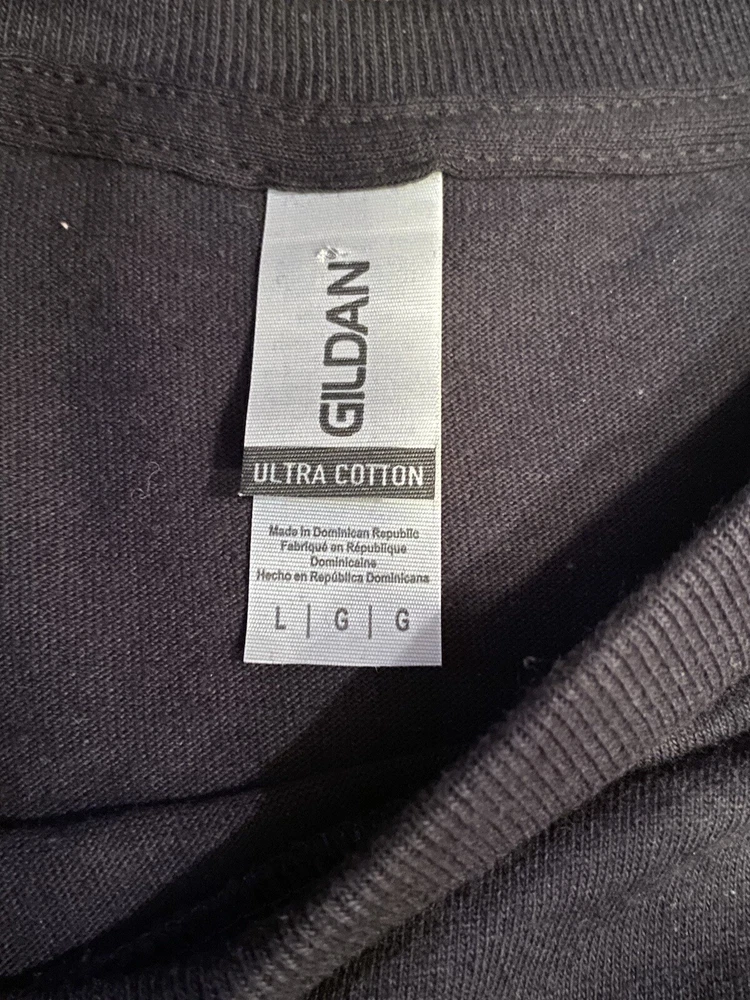 GILDAN
ULTRA COTTON
Made in Dominican Republic
Fabriqué en République
Dominicaine
Hecho en República Dominicana
L | G | G